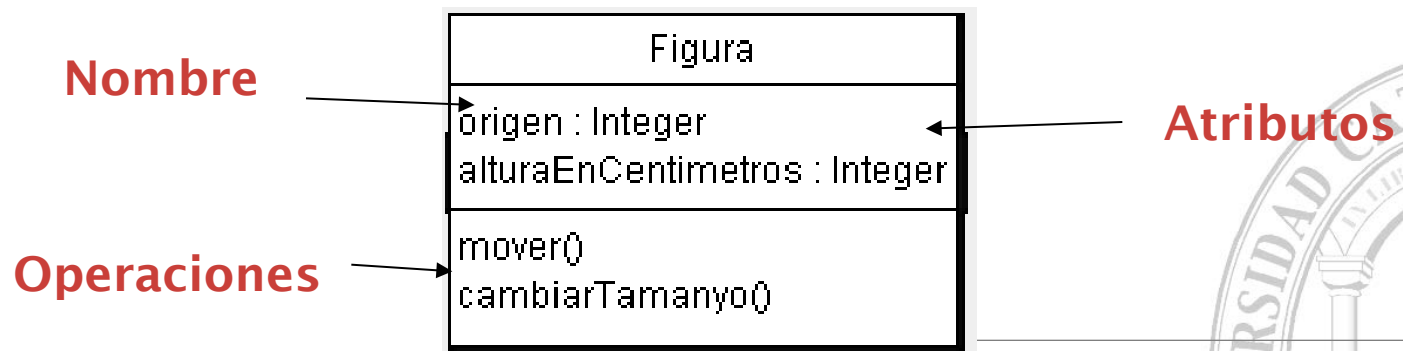 Figura
Nombre
origen : Integer
Atributos
alturaEnCentimetros : Integer
mover()
Operaciones
cambiarTamanyo()